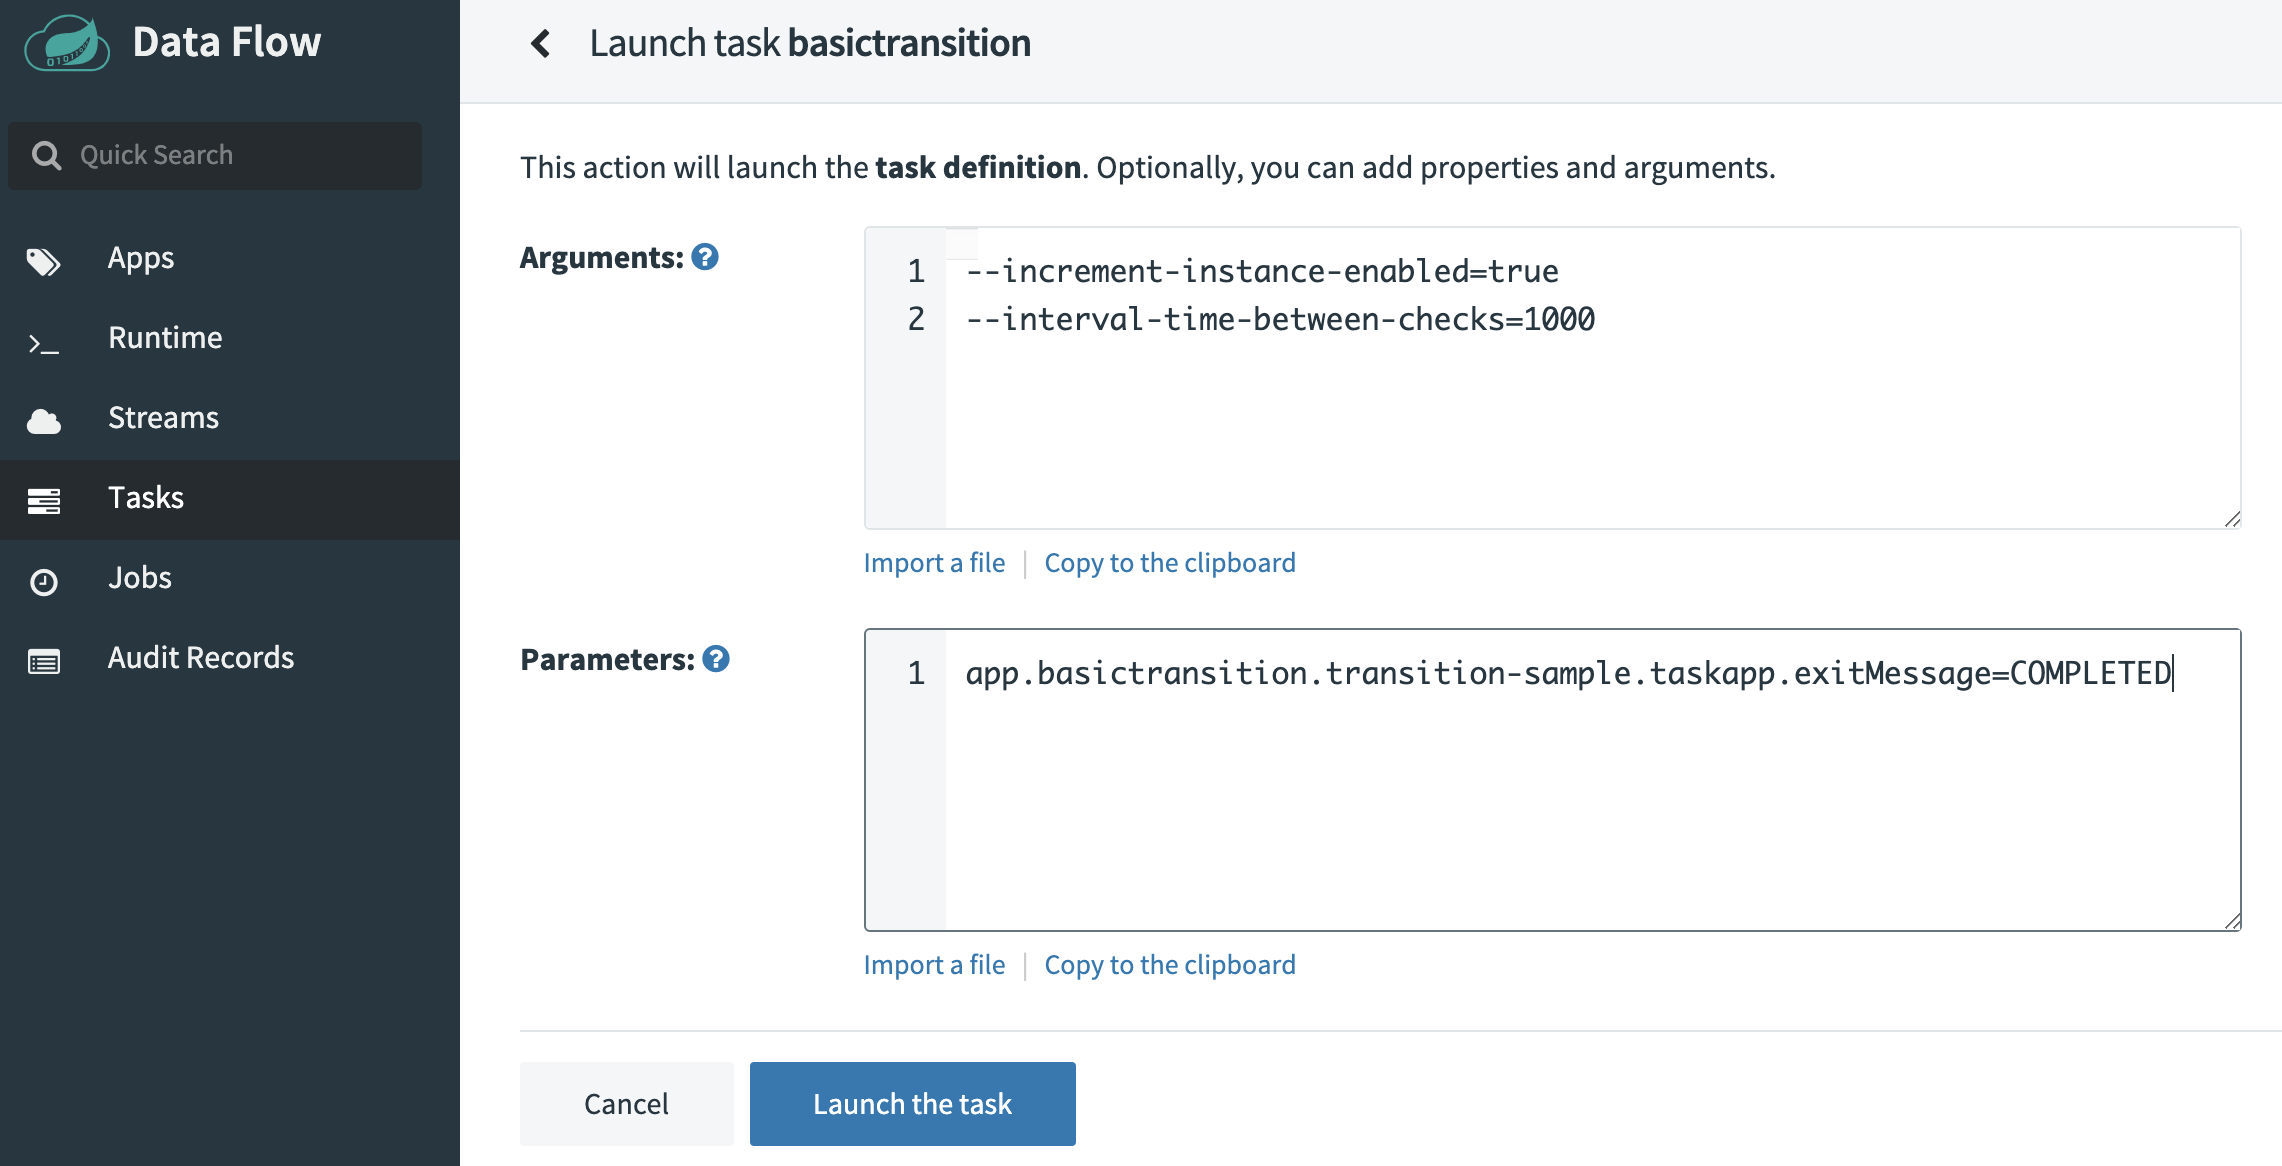 Data Flow
Quick Search
Apps
Runtime
Streams
Tasks
Jobs
Audit Records
Launch task basictransition
This action will launch the task definition. Optionally, you can add properties and arguments.
Arguments: ?
1 --increment-instance-enabled=true
2 --interval-time-between-checks=1000
Import a file | Copy to the clipboard
Parameters: ?
1 app.basictransition.transition-sample.taskapp.exitMessage=COMPLETED
Import a file | Copy to the clipboard
Cancel
Launch the task